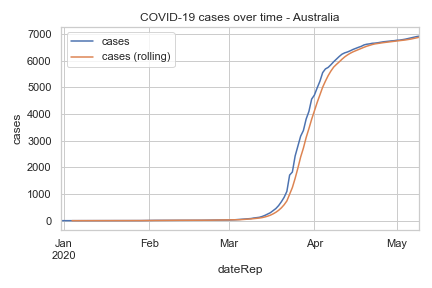 COVID-19 cases over time - Australia
cases
cases (rolling)
7000
6000
5000
4000
3000
2000
1000
0
cases
Jan
2020
Feb
Mar
Apr
May
dateRep